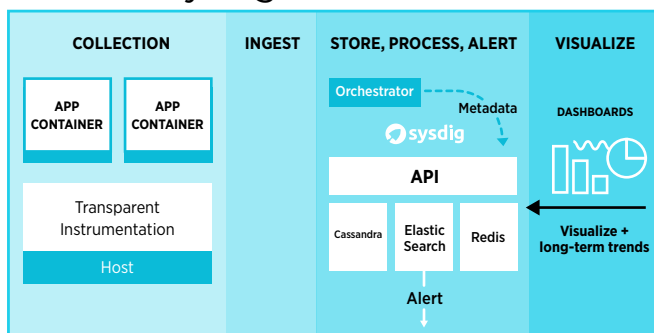 COLLECTION
INGEST
STORE, PROCESS, ALERT
VISUALIZE
APP
CONTAINER
APP
CONTAINER
Transparent
Instrumentation
Host
Orchestrator
Metadata
sysdig
API
Cassandra
Elastic
Search
Redis
Alert
DASHBOARDS
Visualize +
long-term trends